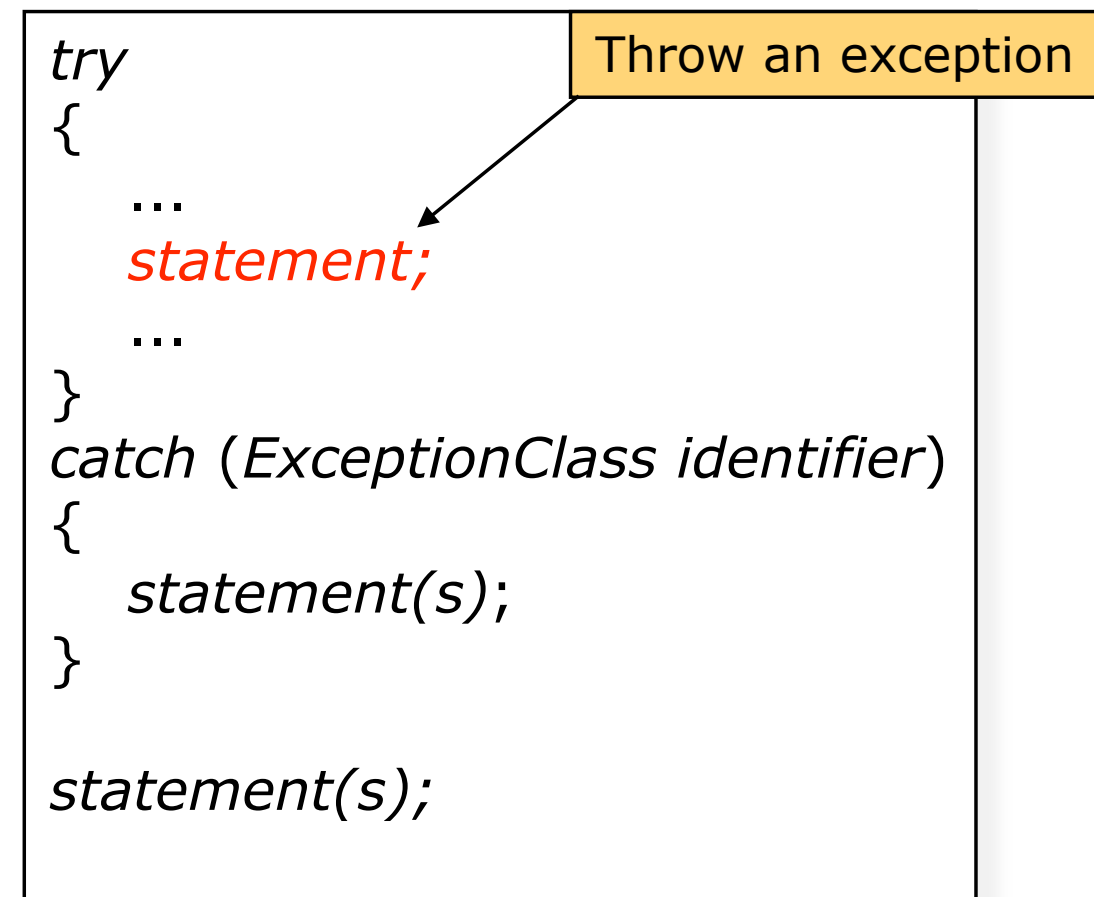 try
Throw an exception
{
...
statement;
...
}
catch (ExceptionClass identifier)
{
statement(s);
}
statement(s);